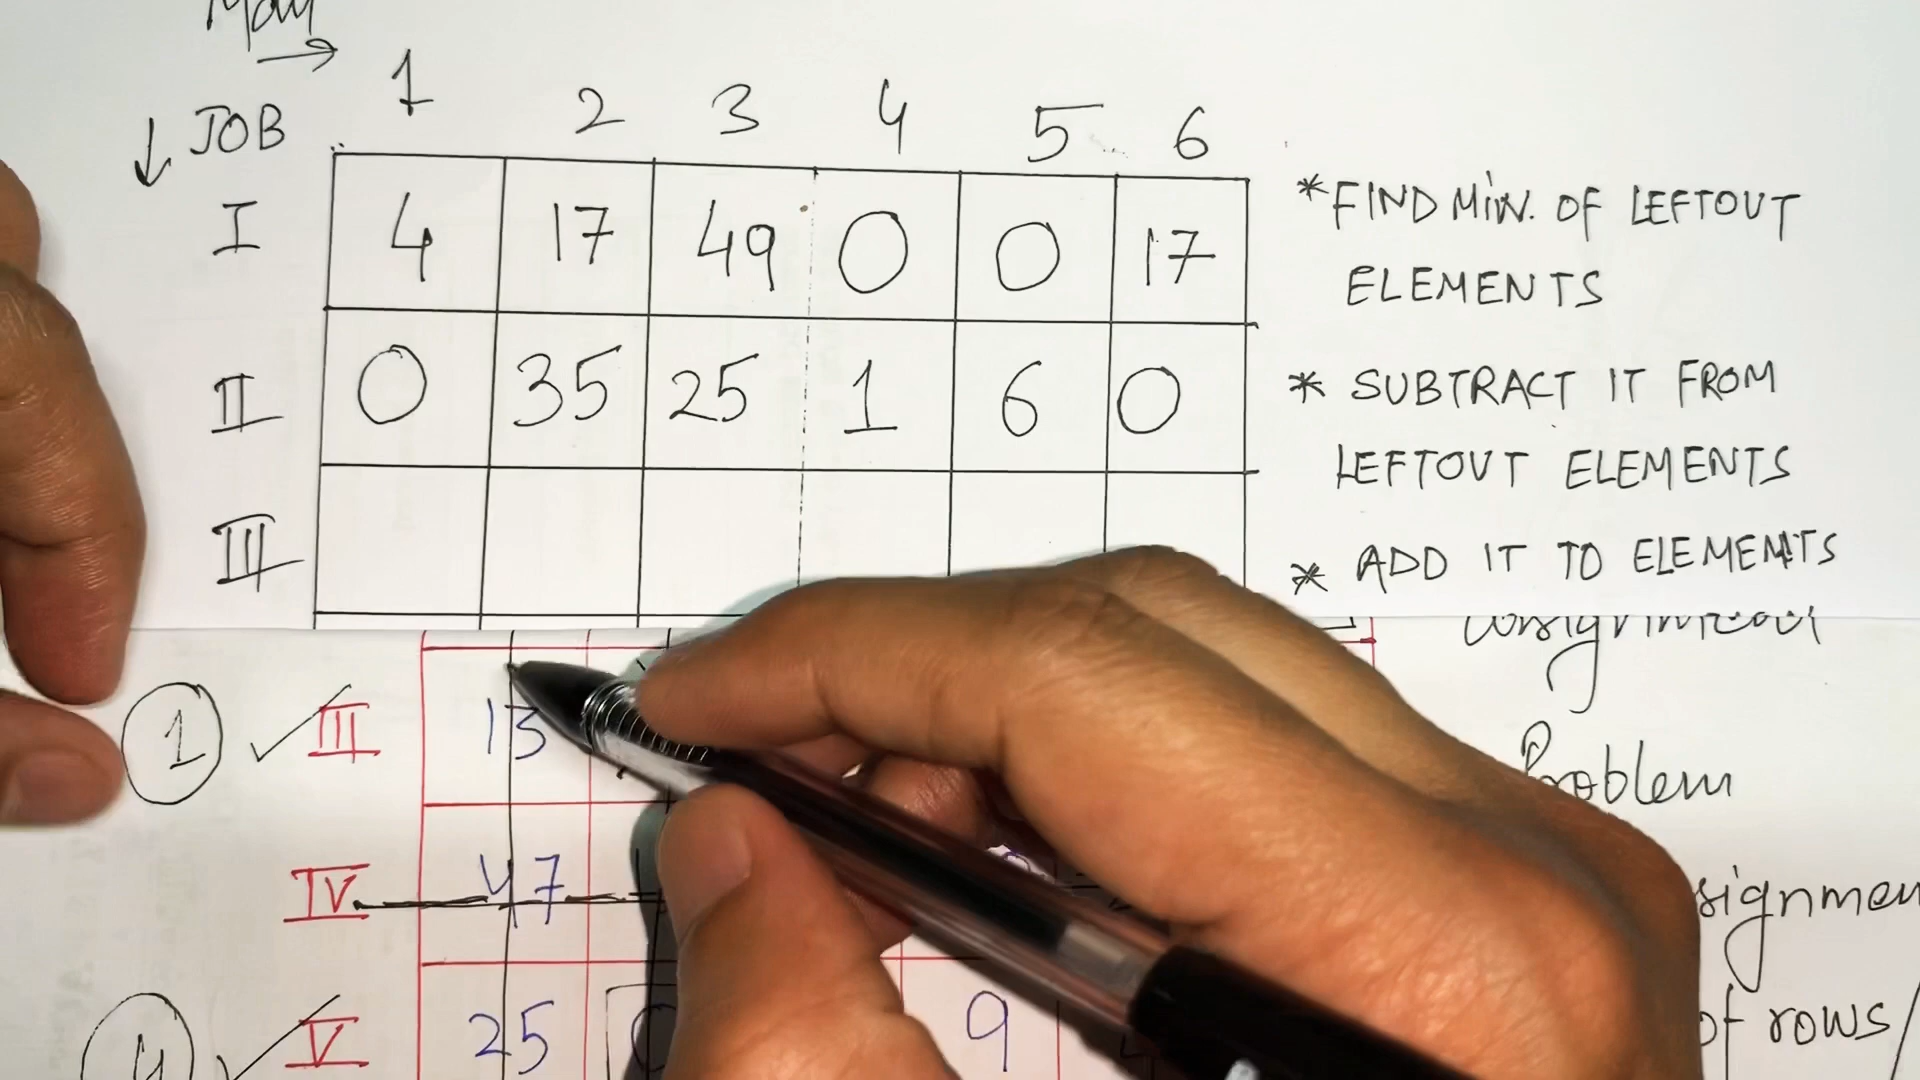 JOB 1 2 3 4 5 6
I 4 17 49 0 0 17
II 0 35 25 1 6 0
III
* FIND MIN. OF LEFTOUT
ELEMENTS
* SUBTRACT IT FROM
LEFTOUT ELEMENTS
* ADD IT TO ELEMENTS
1 III 13
Problem
IV 47
V 25 9
of rows